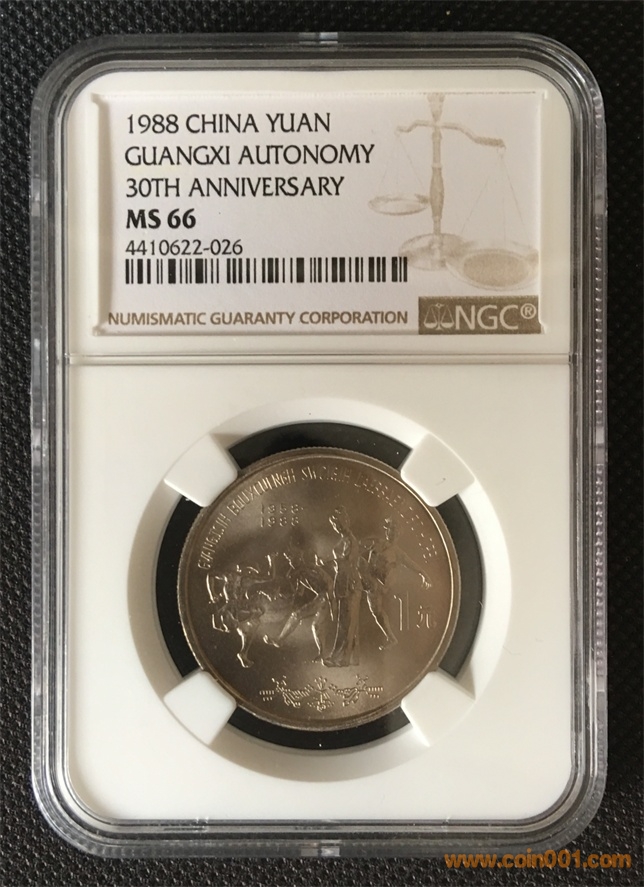 1988 CHINA YUAN
GUANGXI AUTONOMY
30TH ANNIVERSARY
MS 66
4410622-026
NUMISMATIC GUARANTY CORPORATION
NGC®
1958
1988
1元
www.coin001.com